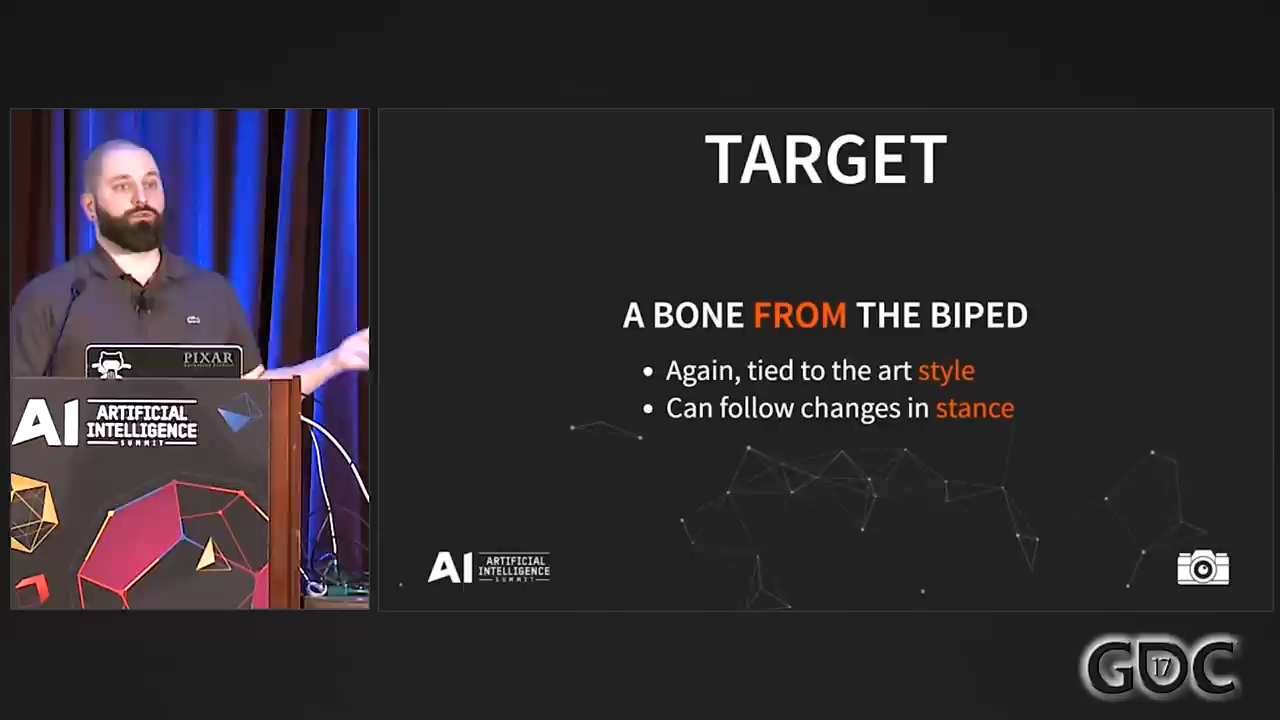 TARGET
A BONE FROM THE BIPED
• Again, tied to the art style
• Can follow changes in stance
PIXAR
AI ARTIFICIAL
INTELLIGENCE
SUMMIT
AI ARTIFICIAL
INTELLIGENCE
SUMMIT
GDC
17